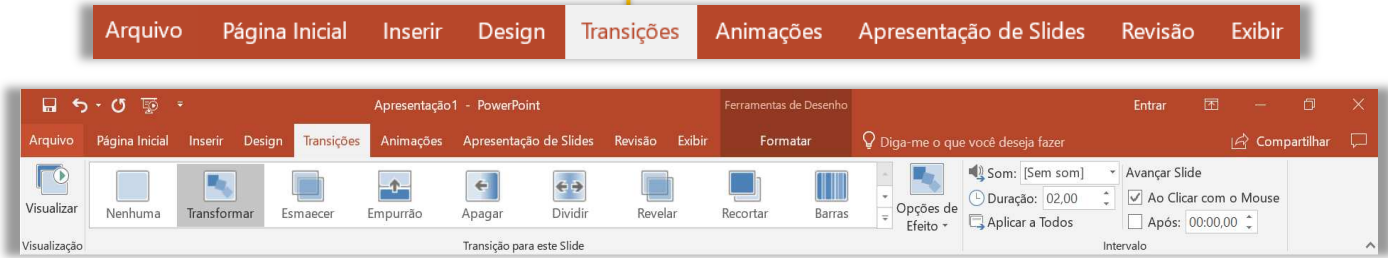 Arquivo Página Inicial Inserir Design Transições Animações Apresentação de Slides Revisão Exibir
Apresentação1 - PowerPoint Ferramentas de Desenho Entrar
Arquivo Página Inicial Inserir Design Transições Animações Apresentação de Slides Revisão Exibir Formatar Diga-me o que você deseja fazer Compartilhar
Visualizar
Visualização
Nenhuma Transformar Esmaecer Empurrão Apagar Dividir Revelar Recortar Barras
Transição para este Slide
Opções de
Efeito
Som: [Sem som]
Duração: 02,00
Aplicar a Todos
Avançar Slide
Ao Clicar com o Mouse
Após: 00:00,00
Intervalo